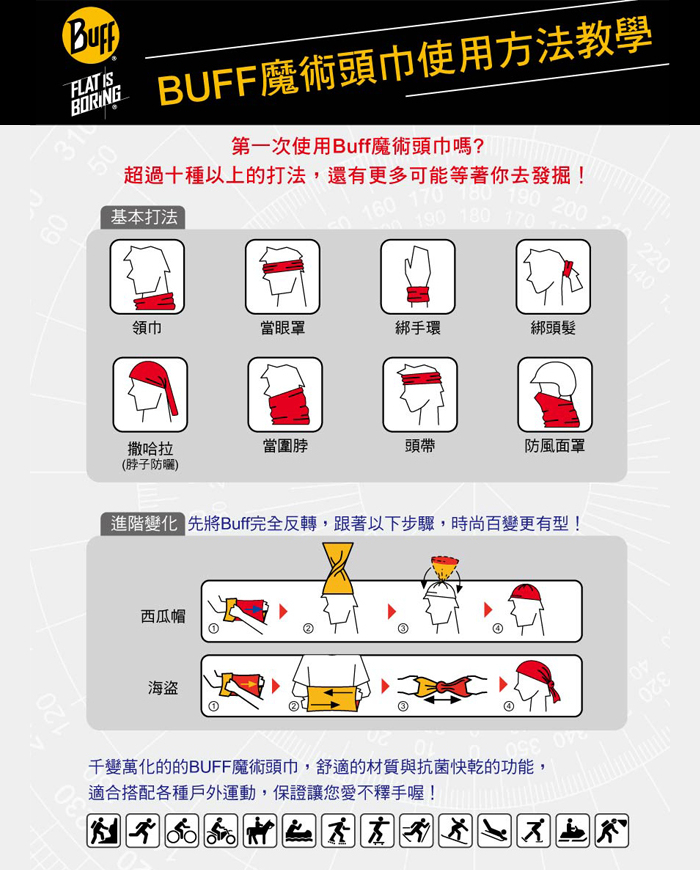 BUFF
®
FLAT IS
BORING®
BUFF魔術頭巾使用方法教學
第一次使用Buff魔術頭巾嗎?
超過十種以上的打法，還有更多可能等著你去發掘！
基本打法
領巾 當眼罩 綁手環 綁頭髮
撒哈拉 當圍脖 頭帶 防風面罩
(脖子防曬)
進階變化 先將Buff完全反轉，跟著以下步驟，時尚百變更有型！
西瓜帽
① ② ③ ④
海盜
① ② ③ ④
千變萬化的的BUFF魔術頭巾，舒適的材質與抗菌快乾的功能，
適合搭配各種戶外運動，保證讓您愛不釋手喔！